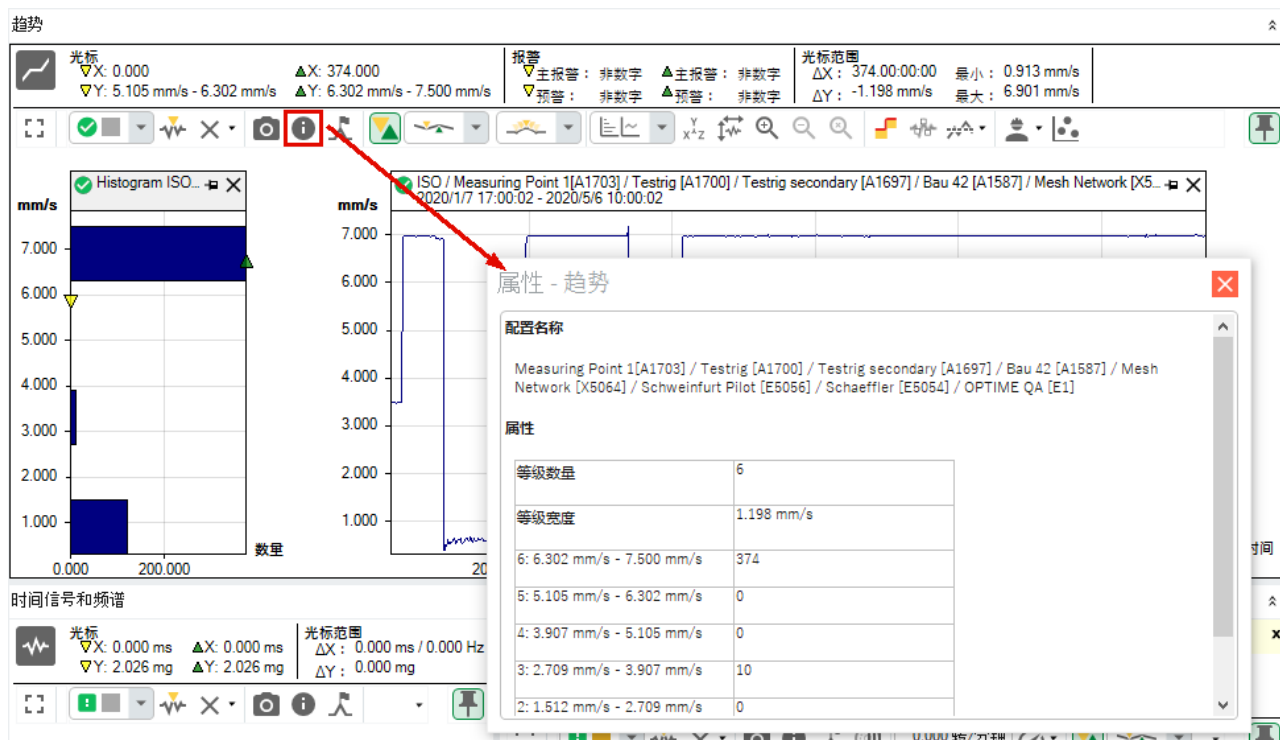 趋势
光标
X: 0.000
X: 374.000
Y: 5.105 mm/s - 6.302 mm/s
Y: 6.302 mm/s - 7.500 mm/s
报警
主报警： 非数字
主报警： 非数字
预警： 非数字
预警： 非数字
光标范围
ΔX： 374.00:00:00
最小： 0.913 mm/s
ΔY： -1.198 mm/s
最大： 6.901 mm/s
Histogram ISO...
mm/s
7.000
6.000
5.000
4.000
3.000
2.000
1.000
0.000
200.000
数量
ISO / Measuring Point 1[A1703] / Testrig [A1700] / Testrig secondary [A1697] / Bau 42 [A1587] / Mesh Network [X5...
2020/1/7 17:00:02 - 2020/5/6 10:00:02
mm/s
7.000
6.000
5.000
4.000
3.000
2.000
1.000
20
时间
属性 - 趋势
配置名称
Measuring Point 1[A1703] / Testrig [A1700] / Testrig secondary [A1697] / Bau 42 [A1587] / Mesh
Network [X5064] / Schweinfurt Pilot [E5056] / Schaeffler [E5054] / OPTIME QA [E1]
属性
等级数量 6
等级宽度 1.198 mm/s
6: 6.302 mm/s - 7.500 mm/s 374
5: 5.105 mm/s - 6.302 mm/s 0
4: 3.907 mm/s - 5.105 mm/s 0
3: 2.709 mm/s - 3.907 mm/s 10
2: 1.512 mm/s - 2.709 mm/s 0
时间信号和频谱
光标
X: 0.000 ms
X: 0.000 ms
Y: 2.026 mg
Y: 2.026 mg
光标范围
ΔX： 0.000 ms / 0.000 Hz
ΔY： 0.000 mg
0.000 转/分钟